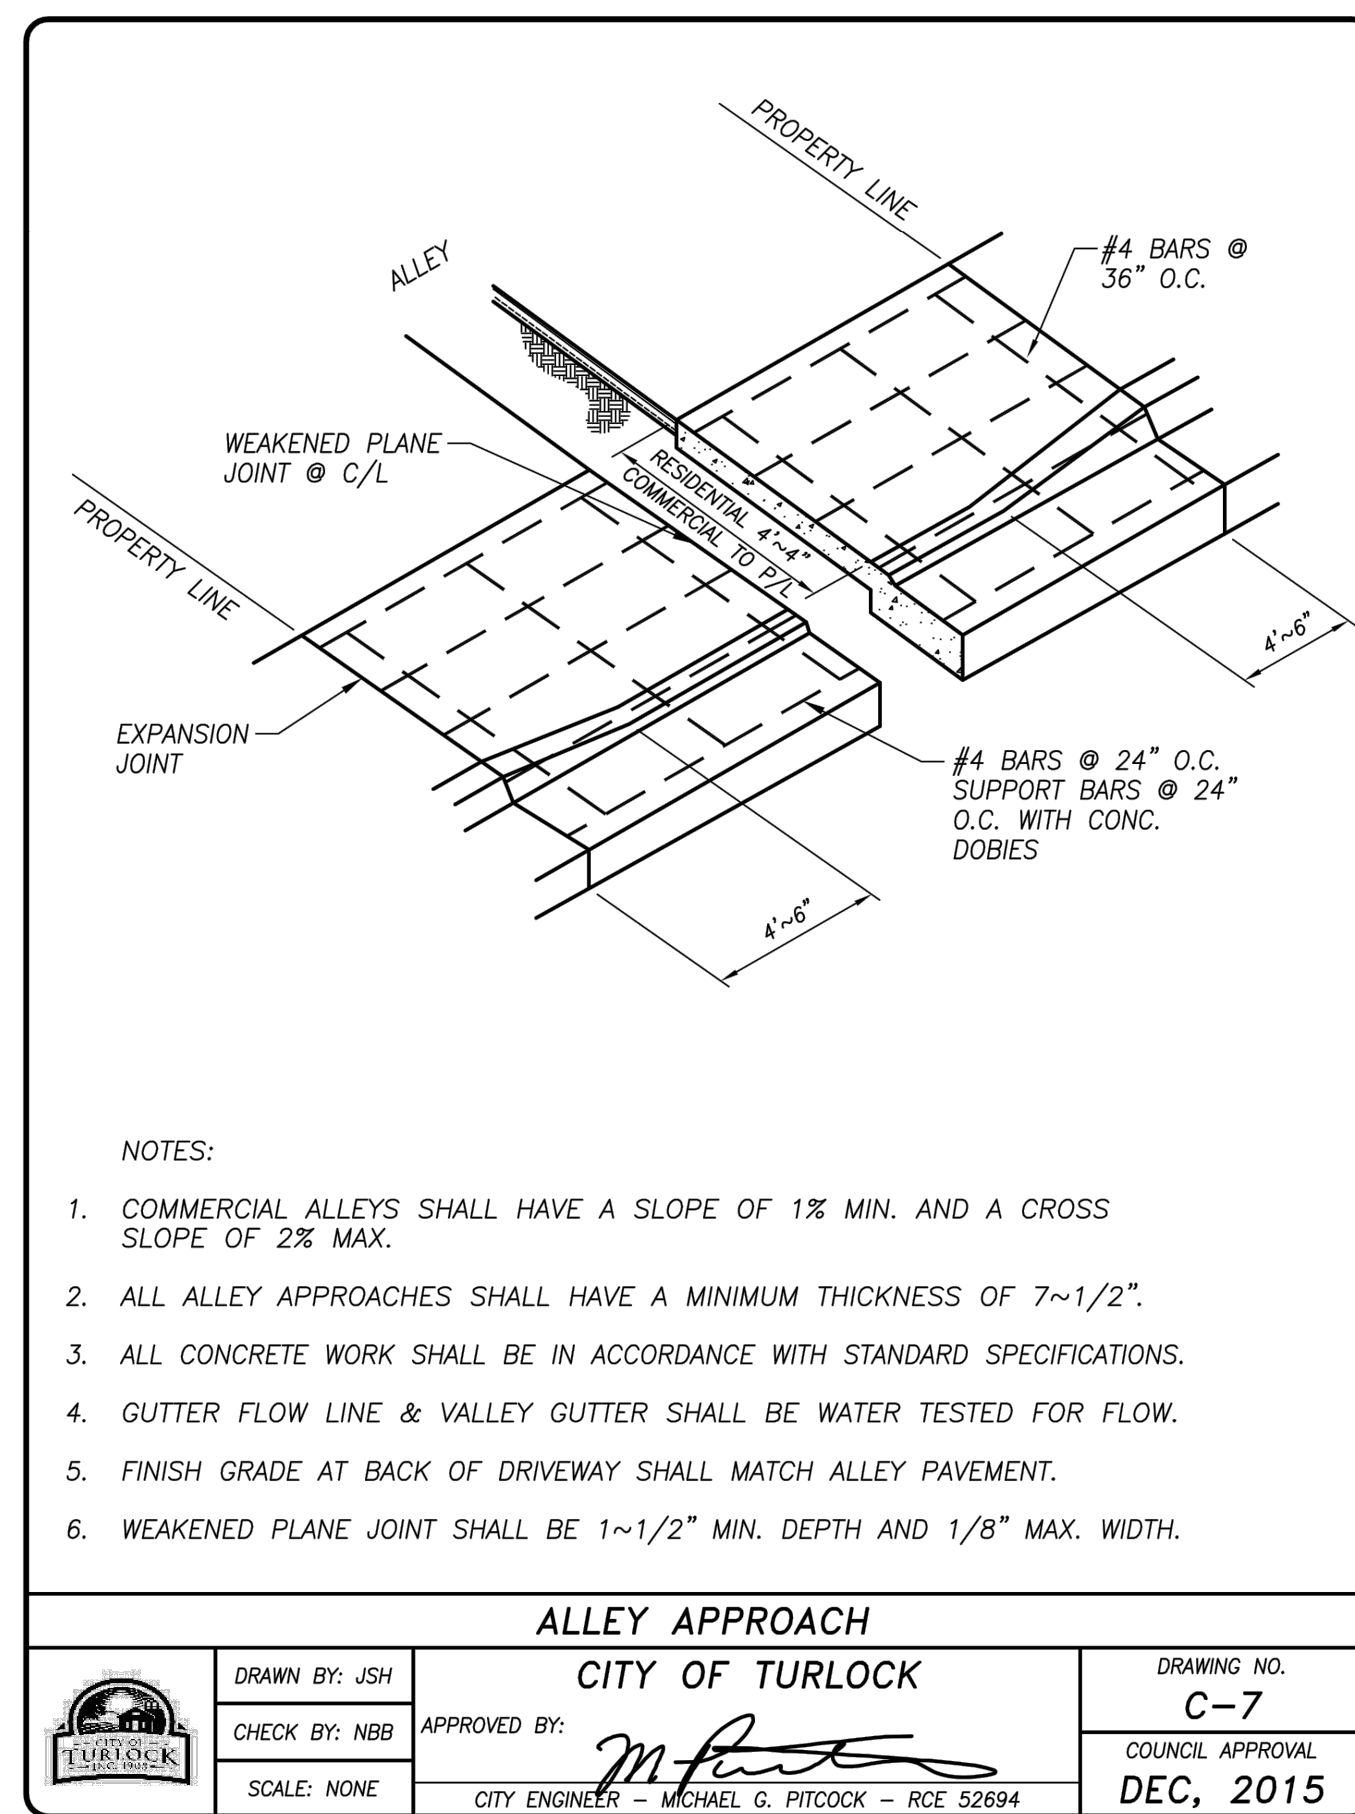 PROPERTY LINE
#4 BARS @
36" O.C.
ALLEY
WEAKENED PLANE
JOINT @ C/L
RESIDENTIAL 4'~4"
COMMERCIAL TO P/L
PROPERTY LINE
4'~6"
EXPANSION
JOINT
#4 BARS @ 24" O.C.
SUPPORT BARS @ 24"
O.C. WITH CONC.
DOBIES
4'~6"
NOTES:
1. COMMERCIAL ALLEYS SHALL HAVE A SLOPE OF 1% MIN. AND A CROSS
SLOPE OF 2% MAX.
2. ALL ALLEY APPROACHES SHALL HAVE A MINIMUM THICKNESS OF 7~1/2".
3. ALL CONCRETE WORK SHALL BE IN ACCORDANCE WITH STANDARD SPECIFICATIONS.
4. GUTTER FLOW LINE & VALLEY GUTTER SHALL BE WATER TESTED FOR FLOW.
5. FINISH GRADE AT BACK OF DRIVEWAY SHALL MATCH ALLEY PAVEMENT.
6. WEAKENED PLANE JOINT SHALL BE 1~1/2" MIN. DEPTH AND 1/8" MAX. WIDTH.
ALLEY APPROACH
CITY OF
TURLOCK
INC. 1908
DRAWN BY: JSH
CHECK BY: NBB
SCALE: NONE
CITY OF TURLOCK
APPROVED BY:
CITY ENGINEER – MICHAEL G. PITCOCK – RCE 52694
DRAWING NO.
C-7
COUNCIL APPROVAL
DEC, 2015